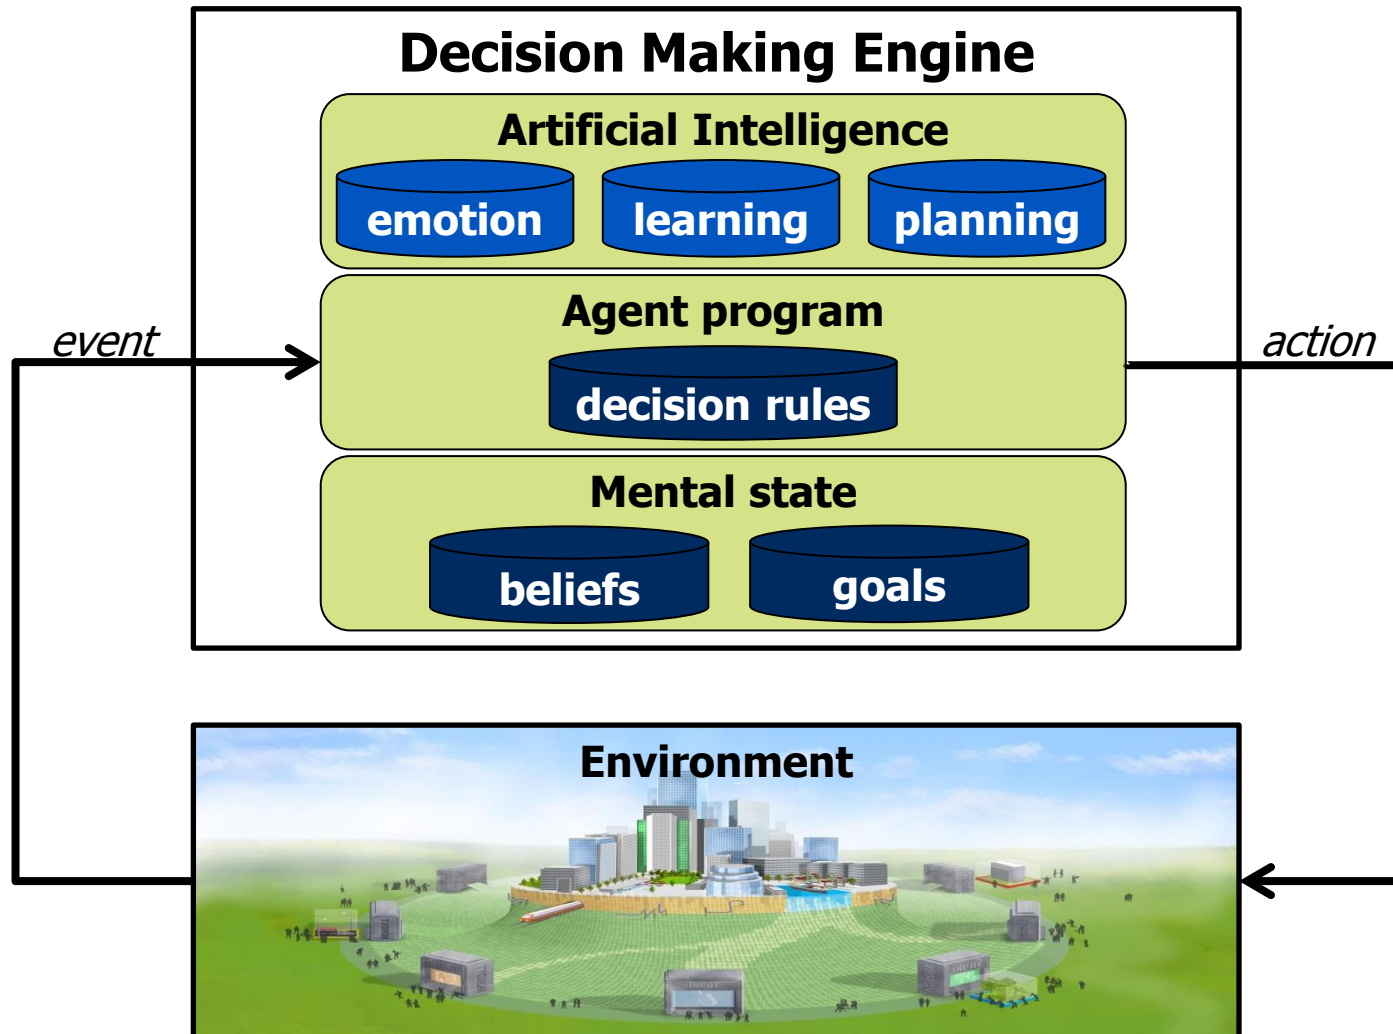 Decision Making Engine
Artificial Intelligence
emotion
learning
planning
Agent program
event
action
decision rules
Mental state
beliefs
goals
Environment